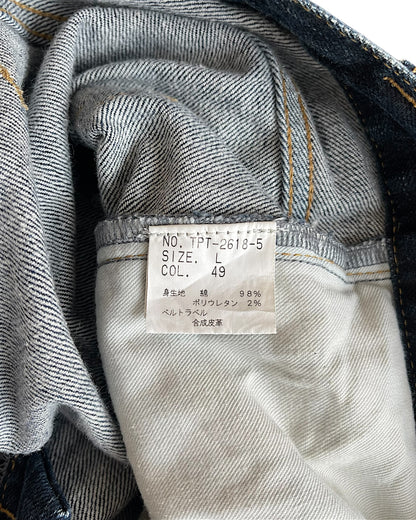 NO. TPT-2618-5
SIZE. L
COL. 49
身生地 綿 98%
ポリウレタン 2%
ベルトラベル
合成皮革